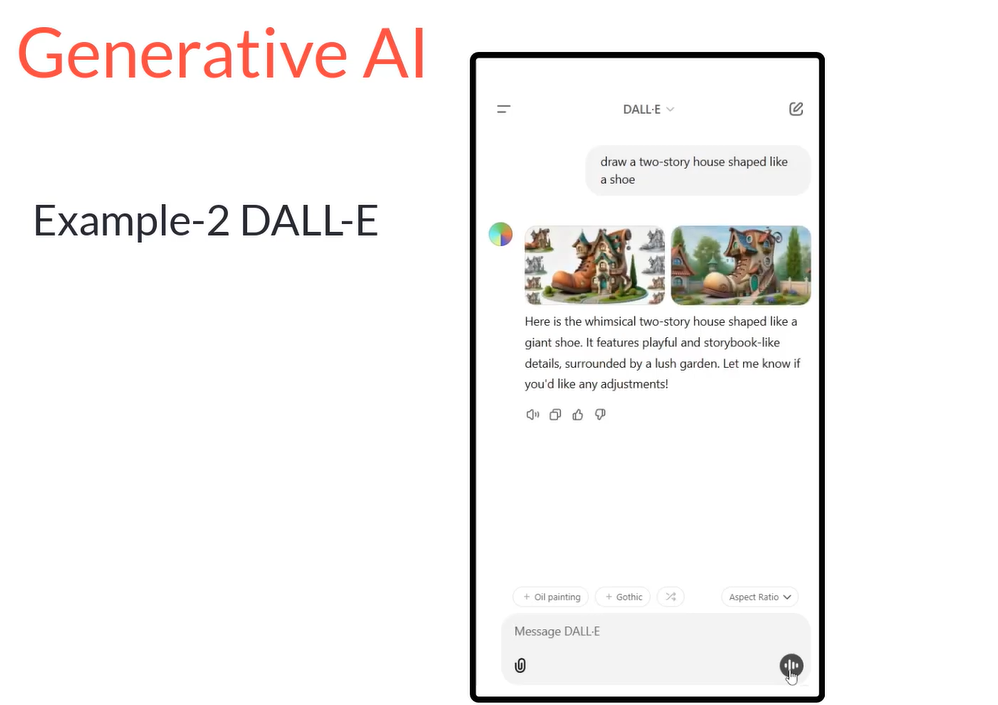 Generative AI
Example-2 DALL-E
DALL·E
draw a two-story house shaped like
a shoe
Here is the whimsical two-story house shaped like a
giant shoe. It features playful and storybook-like
details, surrounded by a lush garden. Let me know if
you'd like any adjustments!
+ Oil painting + Gothic Aspect Ratio
Message DALL·E